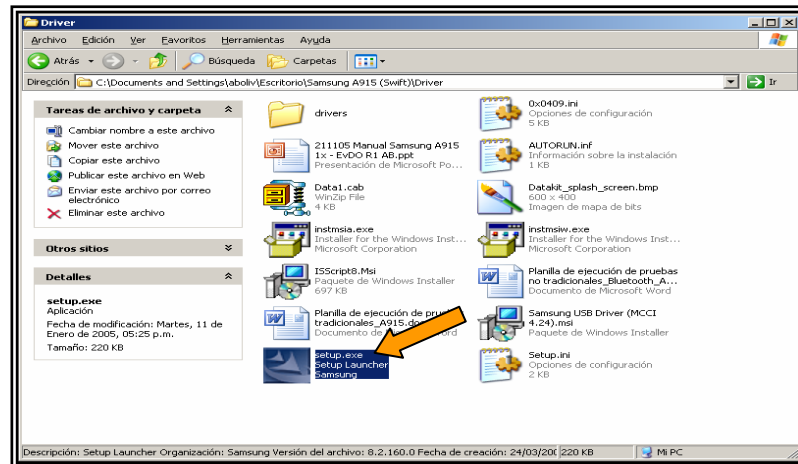 Driver
Archivo Edición Ver Favoritos Herramientas Ayuda
Atrás Búsqueda Carpetas
Dirección C:\Documents and Settings\aboliv\Escritorio\Samsung A915 (Swift)\Driver Ir
Tareas de archivo y carpeta
Cambiar nombre a este archivo
Mover este archivo
Copiar este archivo
Publicar este archivo en Web
Enviar este archivo por correo
electrónico
Eliminar este archivo
Otros sitios
Detalles
setup.exe
Aplicación
Fecha de modificación: Martes, 11 de
Enero de 2005, 05:25 p.m.
Tamaño: 220 KB
drivers
0x0409.ini
Opciones de configuración
5 KB
211105 Manual Samsung A915
1x - EvDO R1 AB.ppt
Presentación de Microsoft Po...
AUTORUN.inf
Información sobre la instalación
1 KB
Data1.cab
WinZip File
4 KB
Datakit_splash_screen.bmp
600 x 400
Imagen de mapa de bits
instmsia.exe
Installer for the Windows Inst...
Microsoft Corporation
instmsiw.exe
Installer for the Windows Inst...
Microsoft Corporation
ISScript8.Msi
Paquete de Windows Installer
697 KB
Planilla de ejecución de pruebas
no tradicionales_Bluetooth_A...
Documento de Microsoft Word
Planilla de ejecución de
tradicionales_A915.do
Documento de
Samsung USB Driver (MCCI
4.24).msi
Paquete de Windows Installer
setup.exe
Setup Launcher
Samsung
Setup.ini
Opciones de configuración
2 KB
Descripción: Setup Launcher Organización: Samsung Versión del archivo: 8.2.160.0 Fecha de creación: 24/03/200 220 KB Mi PC